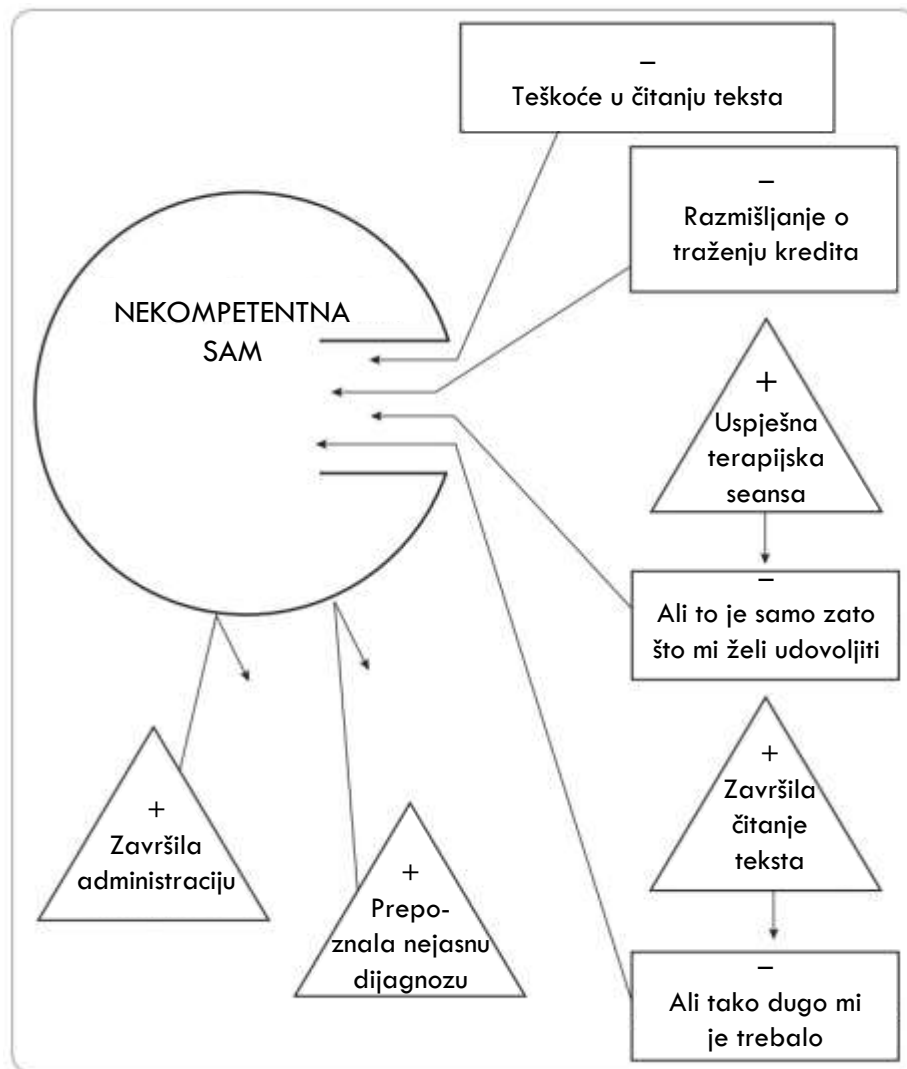 –
Teškoće u čitanju teksta
–
Razmišljanje o
traženju kredita
NEKOMPETENTNA
SAM
+
Uspješna
terapijska
seansa
–
Ali to je samo zato
što mi želi udovoljiti
+
Završila
administraciju
+
Prepo-
znala nejasnu
dijagnozu
+
Završila
čitanje
teksta
–
Ali tako dugo mi
je trebalo